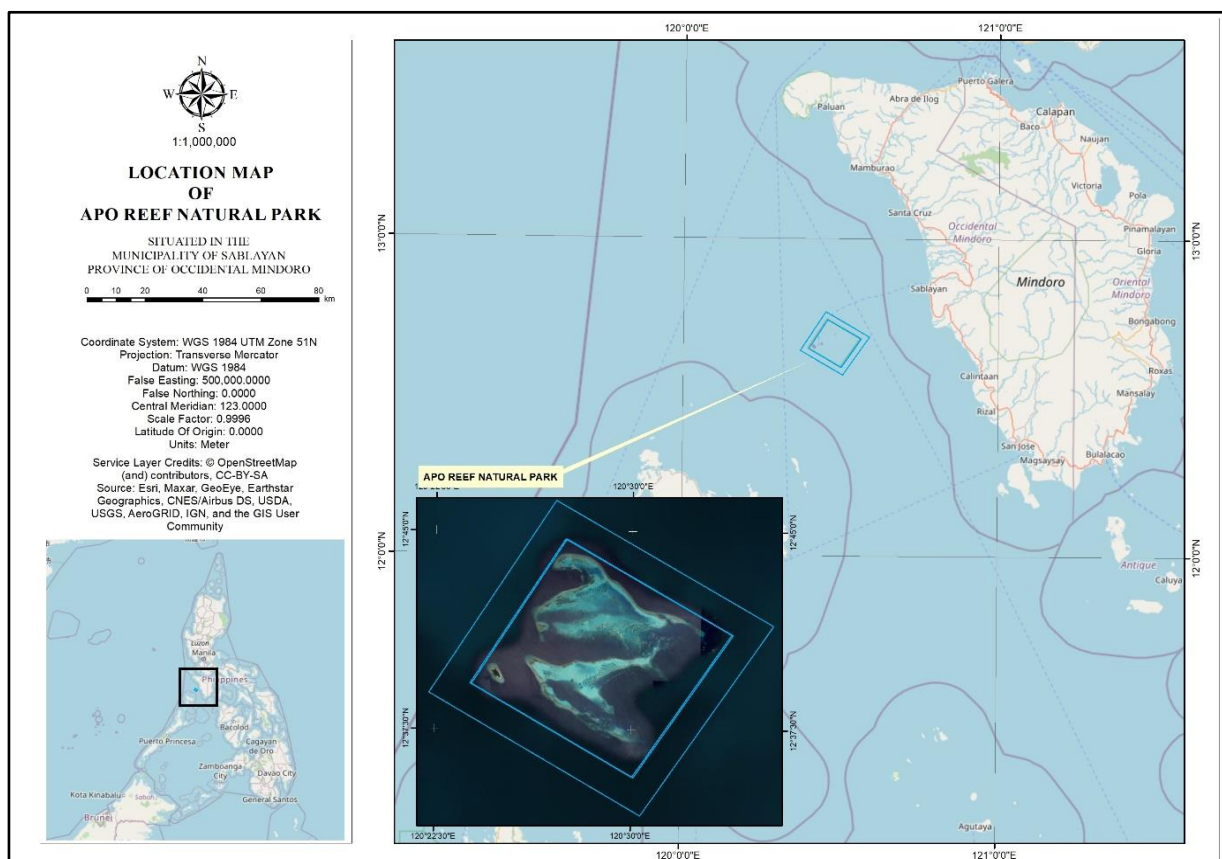 N
W
E
S
1:1,000,000
LOCATION MAP
OF
APO REEF NATURAL PARK
SITUATED IN THE
MUNICIPALITY OF SABLAYAN
PROVINCE OF OCCIDENTAL MINDORO
0 10 20 40 60 80
km
Coordinate System: WGS 1984 UTM Zone 51N
Projection: Transverse Mercator
Datum: WGS 1984
False Easting: 500,000.0000
False Northing: 0.0000
Central Meridian: 123.0000
Scale Factor: 0.9996
Latitude Of Origin: 0.0000
Units: Meter
Service Layer Credits: © OpenStreetMap
(and) contributors, CC-BY-SA
Source: Esri, Maxar, GeoEye, Earthstar
Geographics, CNES/Airbus DS, USDA,
USGS, AeroGRID, IGN, and the GIS User
Community
Luzon
Manila
Philippines
Bacolod
Puerto Princesa
Cagayan
de Oro
Zamboanga
City
Davao City
General Santos
Kota Kinabalu
Sabah
Brunei
120°0'0"E
121°0'0"E
Puerto Galera
Paluan
Abra de Ilog
Calapan
Baco
Naujan
Mamburao
Victoria
Pola
Santa Cruz
Pinamalayan
Occidental
Mindoro
Gloria
13°0'0"N
13°0'0"N
Sablayan
Mindoro
Oriental
Mindoro
Bongabong
Calintaan
Roxas
Rizal
Mansalay
San Jose
Magsaysay
Bulalacao
APO REEF NATURAL PARK
120°30'0"E
12°45'0"N
12°45'0"N
12°0'0"N
12°0'0"N
Antique
Caluya
12°37'30"N
120°22'30"E
120°30'0"E
Agutaya
120°0'0"E
121°0'0"E